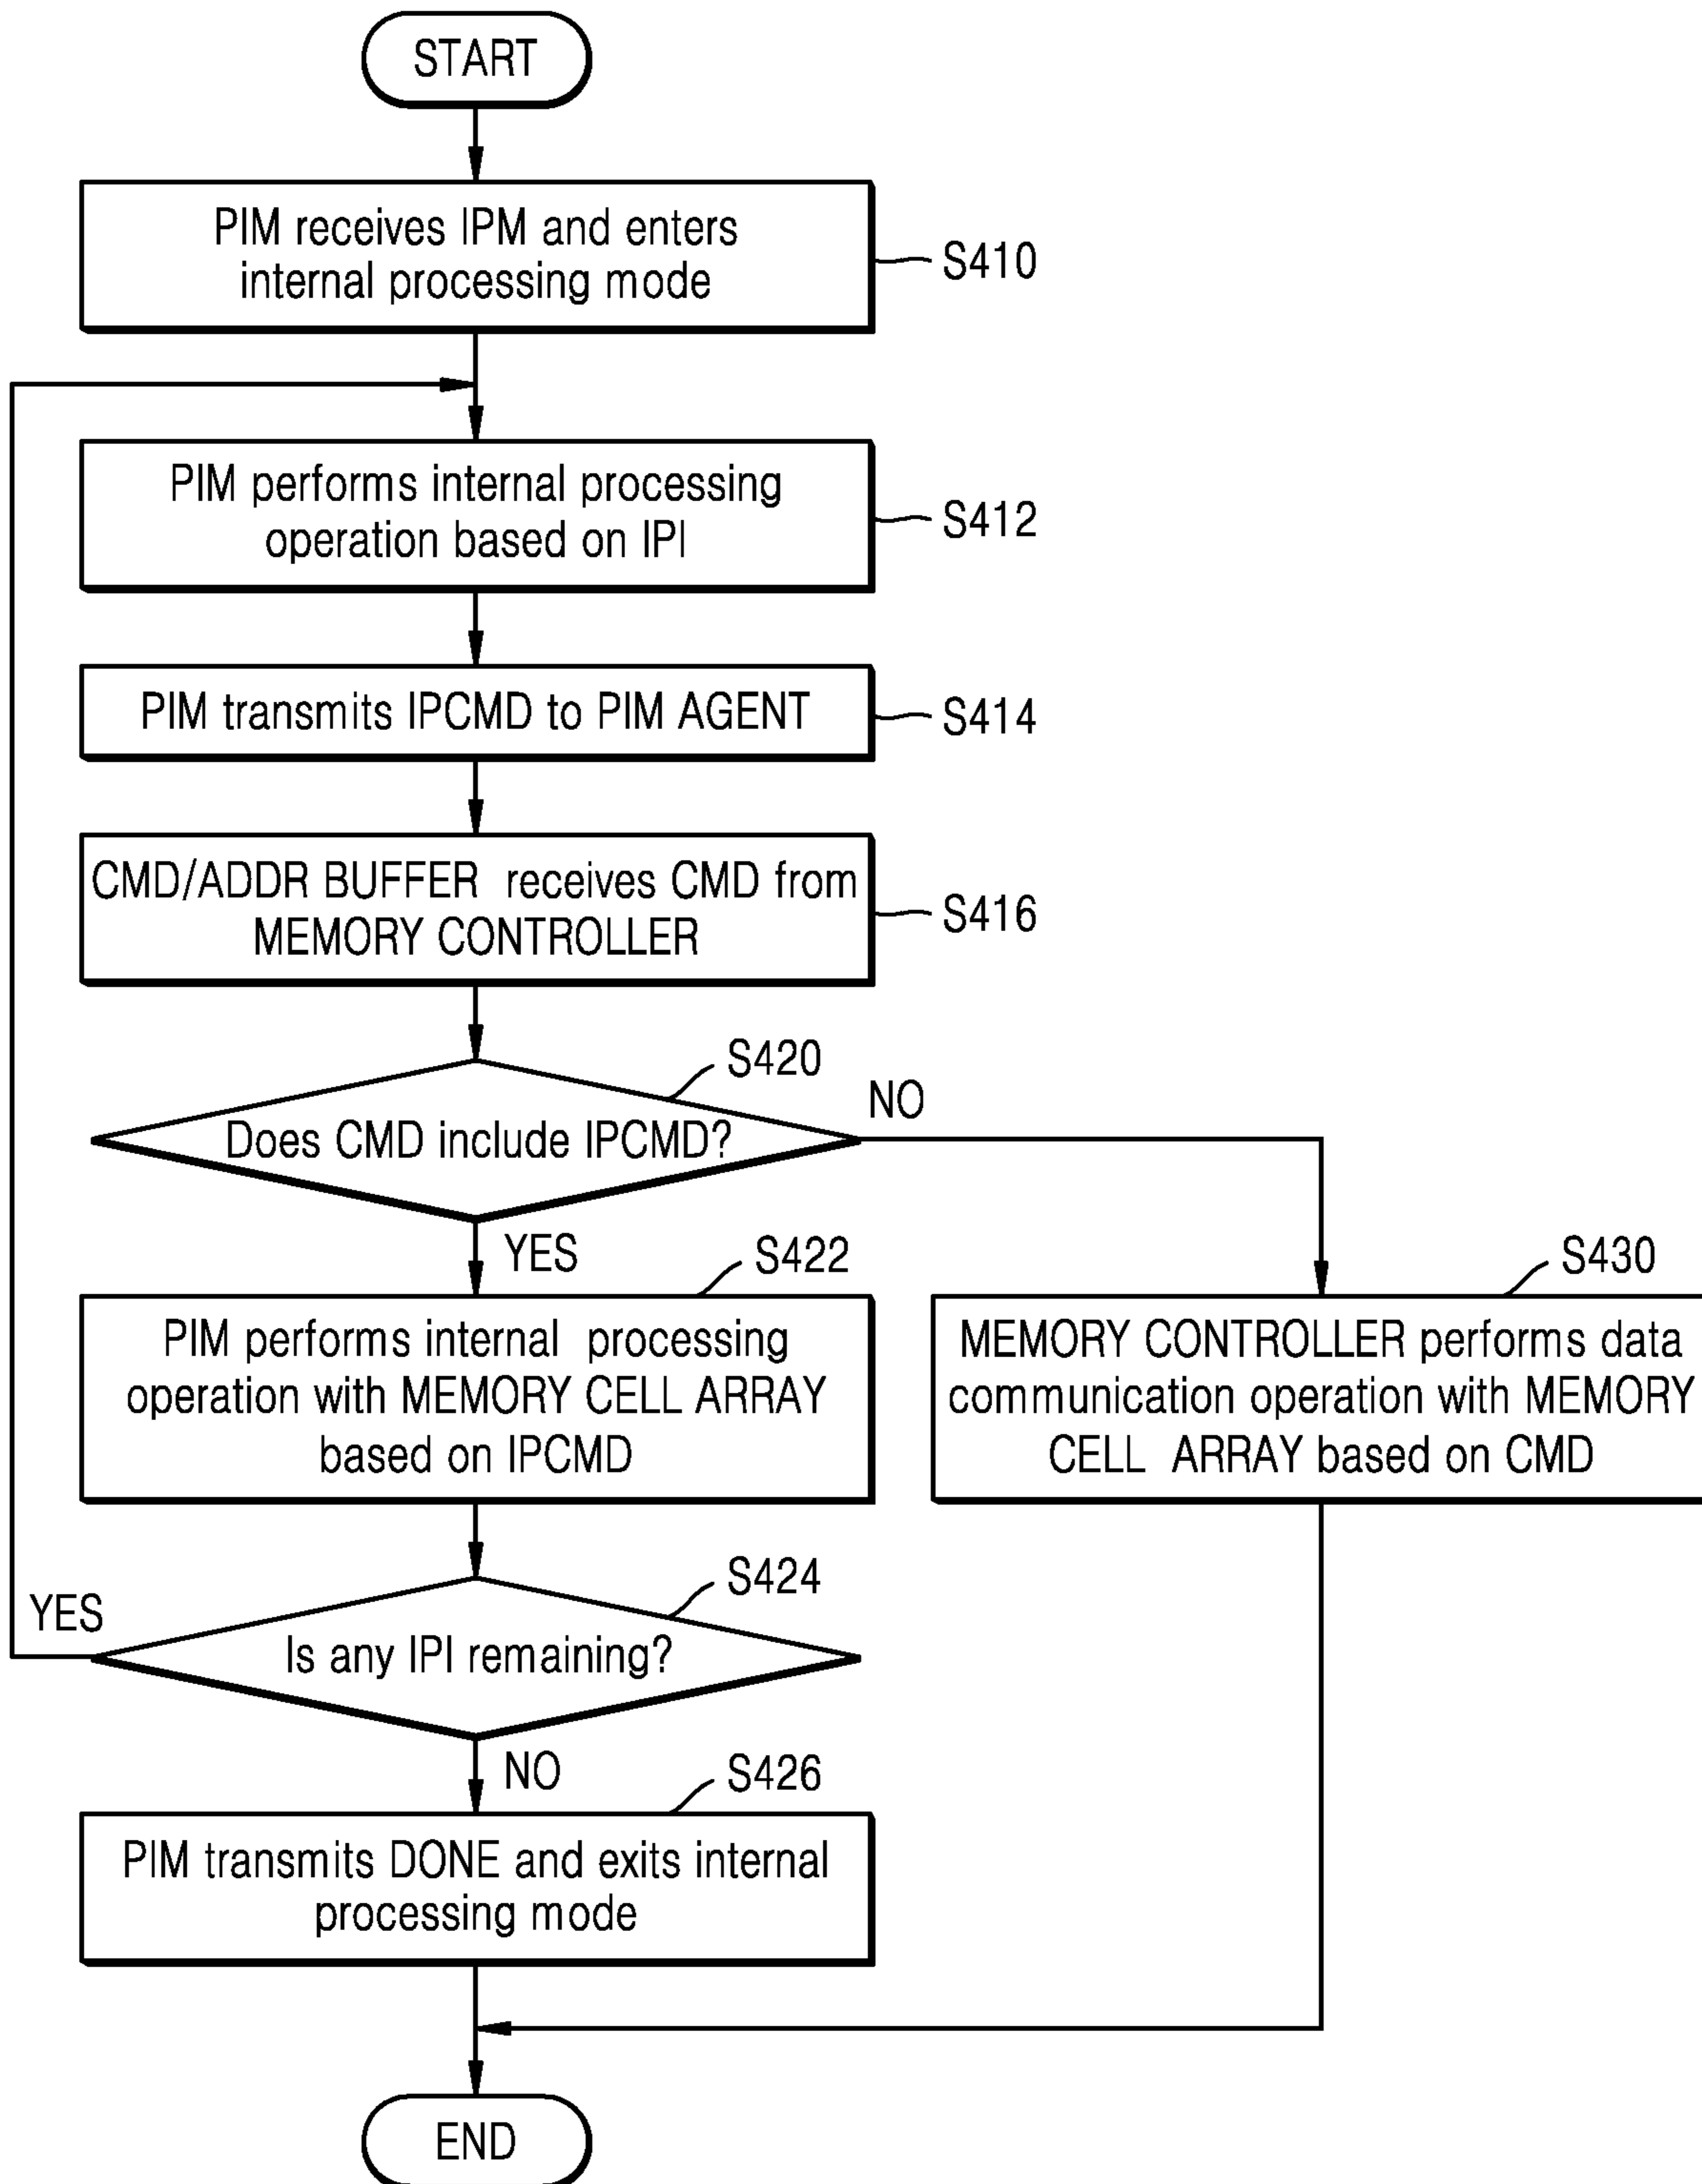 START
PIM receives IPM and enters
internal processing mode
S410
PIM performs internal processing
operation based on IPI
S412
PIM transmits IPCMD to PIM AGENT
S414
CMD/ADDR BUFFER receives CMD from
MEMORY CONTROLLER
S416
S420
Does CMD include IPCMD?
NO
YES
S422
PIM performs internal processing
operation with MEMORY CELL ARRAY
based on IPCMD
S430
MEMORY CONTROLLER performs data
communication operation with MEMORY
CELL ARRAY based on CMD
S424
YES
Is any IPI remaining?
NO
S426
PIM transmits DONE and exits internal
processing mode
END